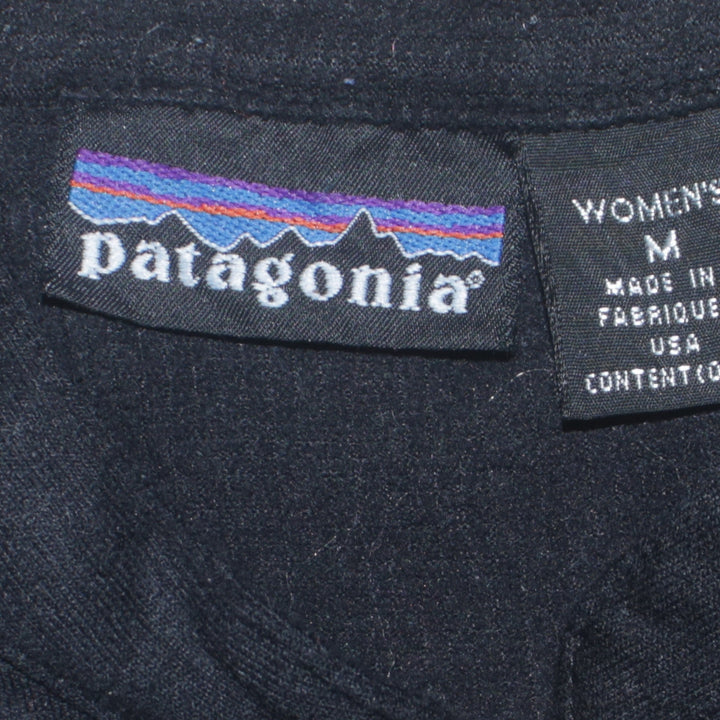 patagonia®
WOMEN'S
M
MADE IN
FABRIQUE
USA
CONTENT(O